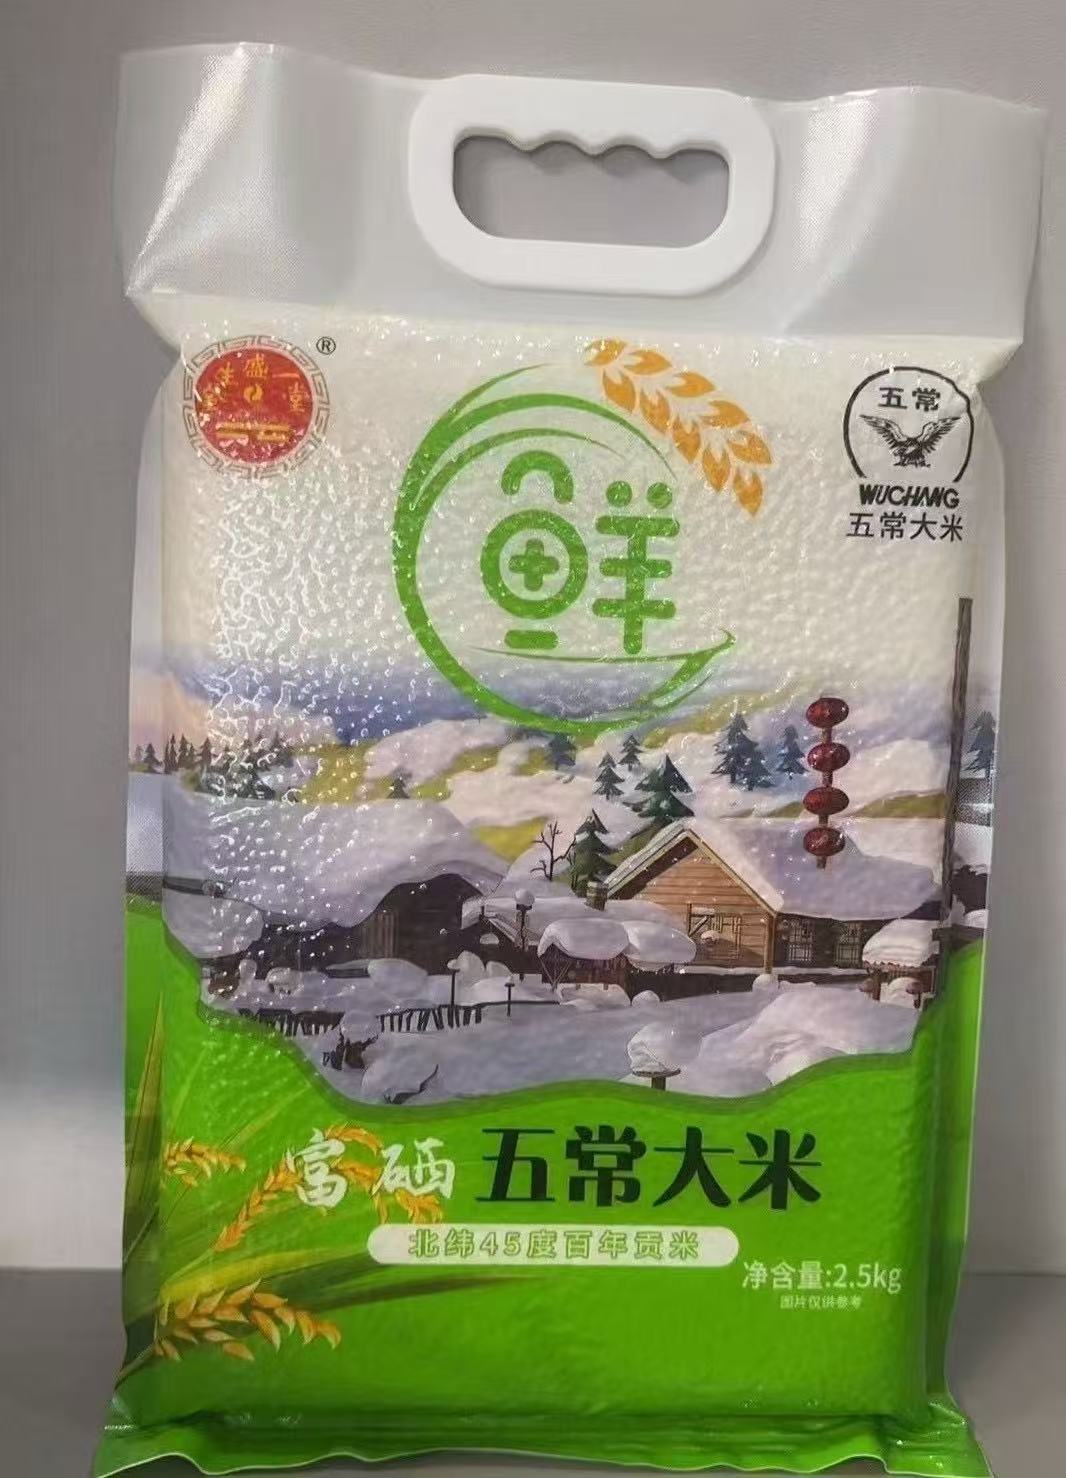 ®
鲜
五常
WUCHANG
五常大米
富硒 五常大米
北纬45度百年贡米
净含量:2.5kg
图片仅供参考